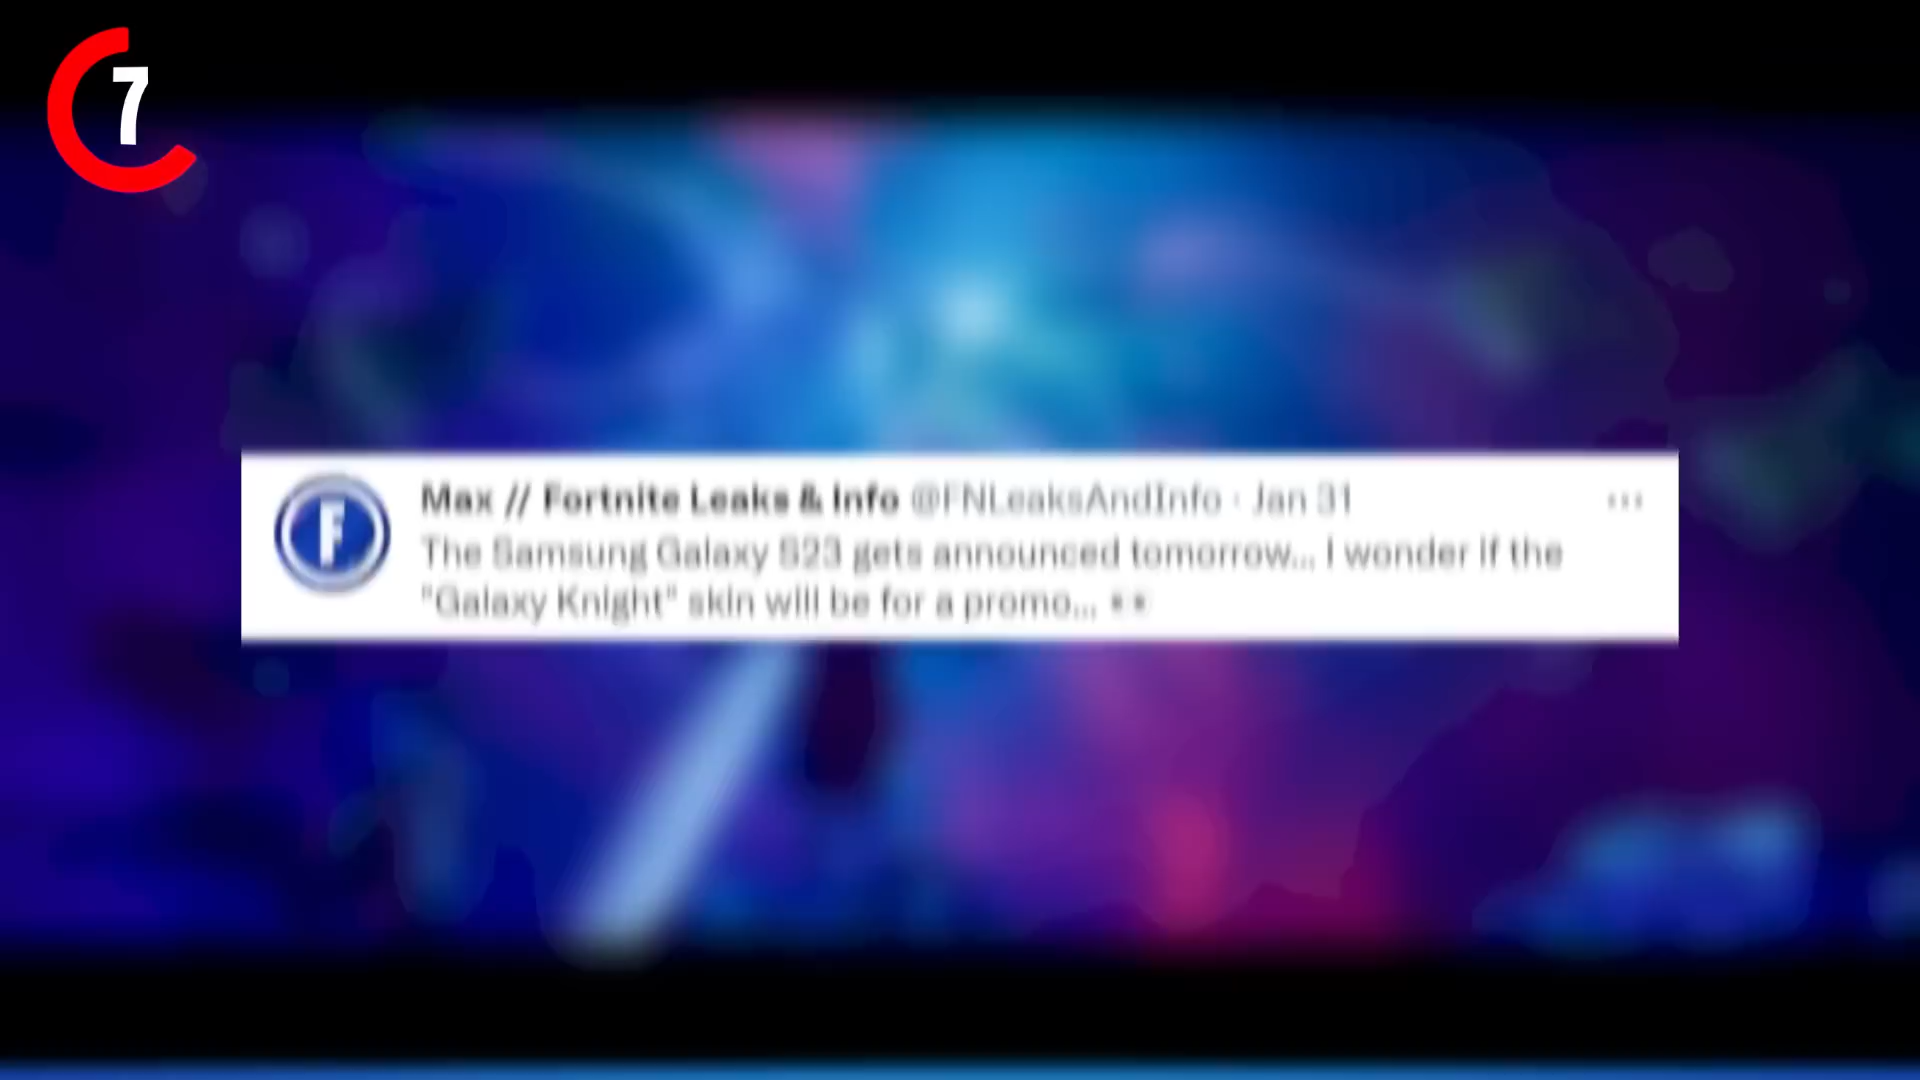 7
F
Max // Fortnite Leaks & Info @FNLeaksAndInfo · Jan 31
The Samsung Galaxy S23 gets announced tomorrow... I wonder if the
"Galaxy Knight" skin will be for a promo... 👀